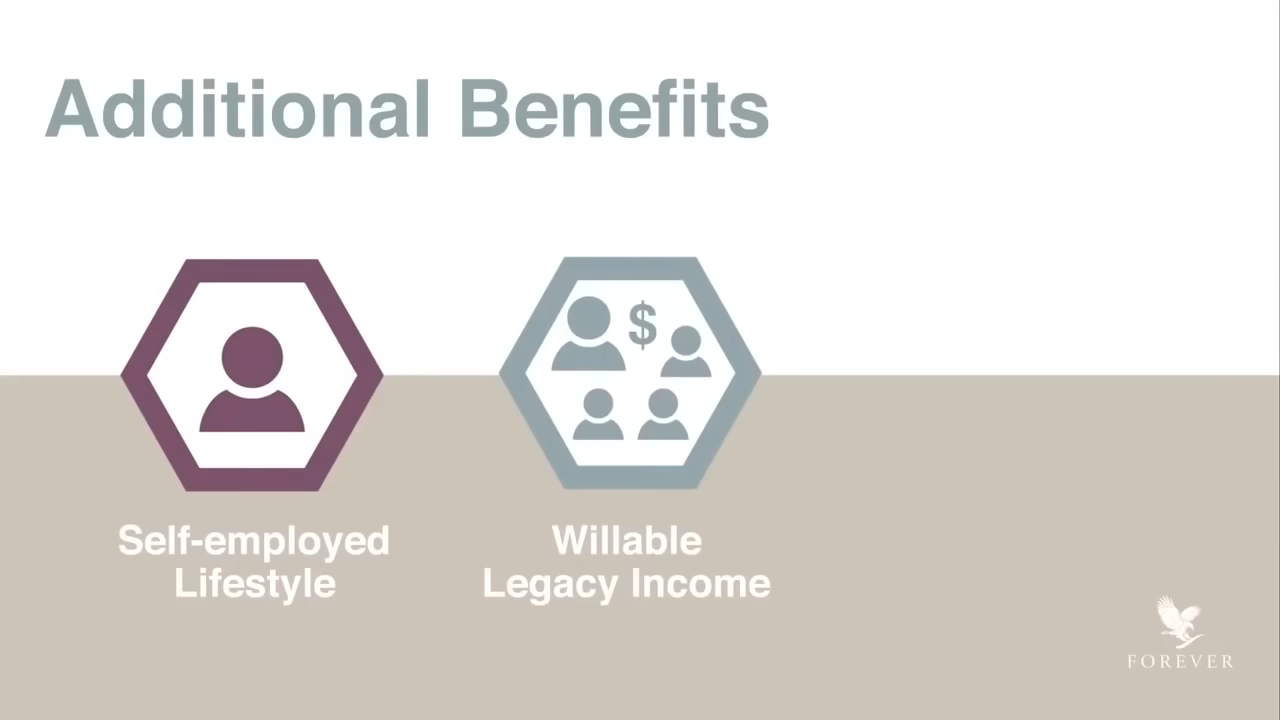 Additional Benefits
$
Self-employed
Lifestyle
Willable
Legacy Income
FOREVER